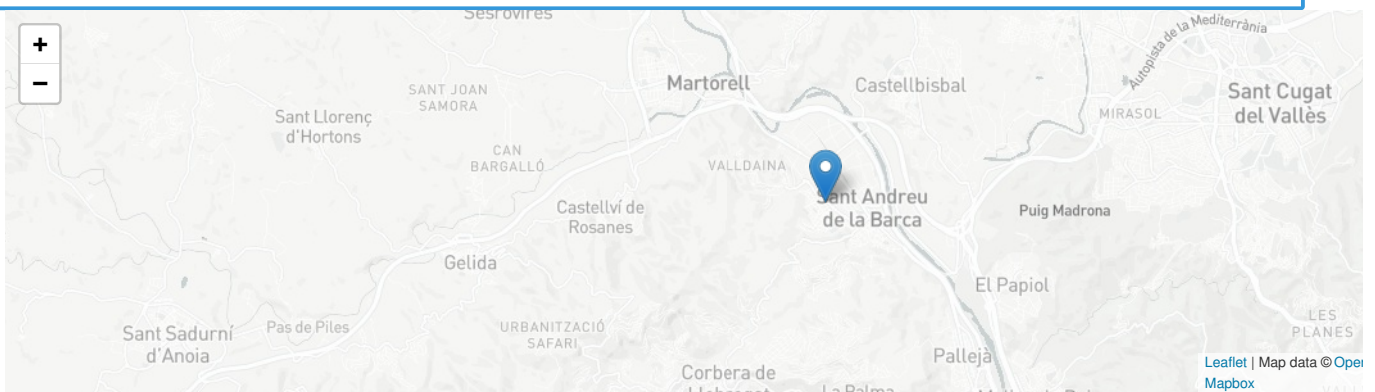 Sesrovires
+
−
Autopista de la Mediterrània
Martorell
Castellbisbal
SANT JOAN
SAMORA
Sant Cugat
del Vallès
Sant Llorenç
d'Hortons
MIRASOL
CAN
BARGALLÓ
VALLDAINA
Sant Andreu
de la Barca
Castellví de
Rosanes
Puig Madrona
Gelida
El Papiol
Sant Sadurní
d'Anoia
Pas de Piles
URBANITZACIÓ
SAFARI
LES
PLANES
Pallejà
Corbera de
Llobregat
La Palma
Leaflet | Map data © Oper
Mapbox